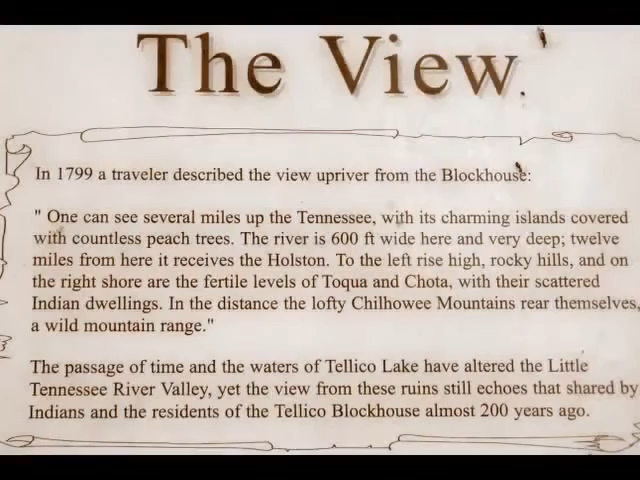 The View
In 1799 a traveler described the view upriver from the Blockhouse:
" One can see several miles up the Tennessee, with its charming islands covered
with countless peach trees. The river is 600 ft wide here and very deep; twelve
miles from here it receives the Holston. To the left rise high, rocky hills, and on
the right shore are the fertile levels of Toqua and Chota, with their scattered
Indian dwellings. In the distance the lofty Chilhowee Mountains rear themselves,
a wild mountain range."
The passage of time and the waters of Tellico Lake have altered the Little
Tennessee River Valley, yet the view from these ruins still echoes that shared by
Indians and the residents of the Tellico Blockhouse almost 200 years ago.